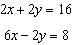 2x + 2y = 16
6x − 2y = 8